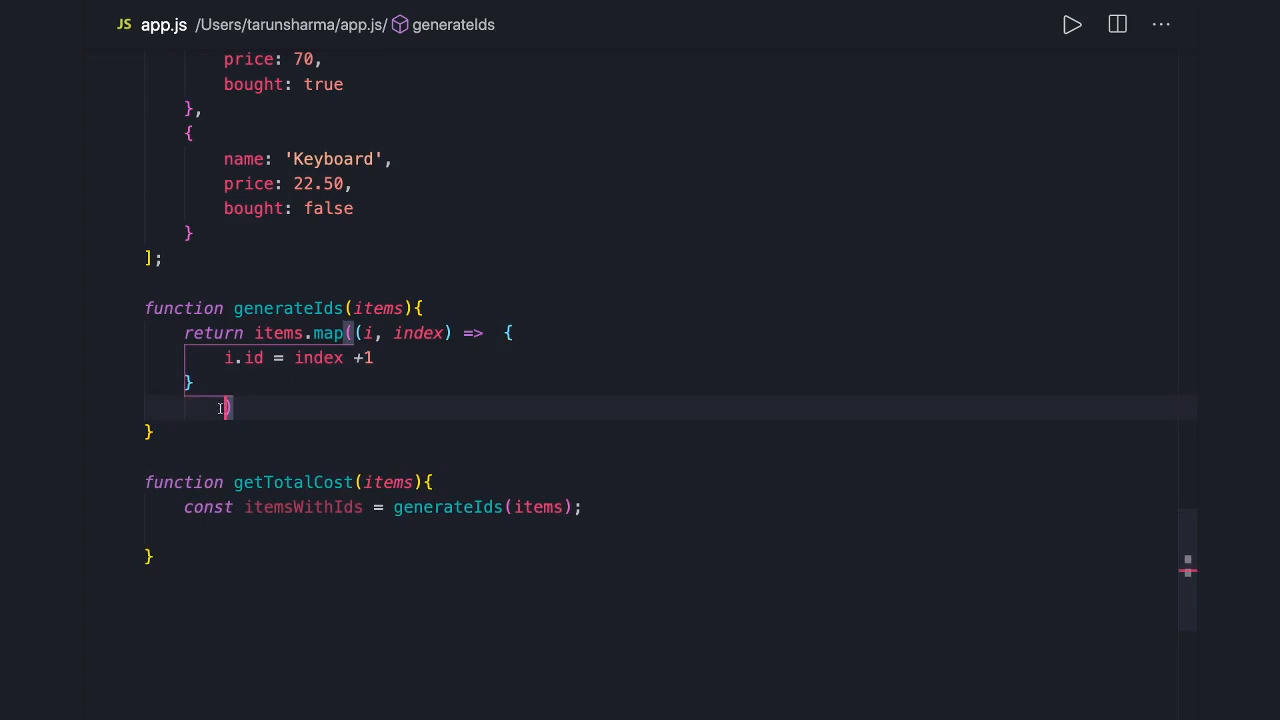 JS app.js /Users/tarunsharma/app.js/ generateIds ...
price: 70,
bought: true
},
{
name: 'Keyboard',
price: 22.50,
bought: false
}
];
function generateIds(items){
return items.map((i, index) =>  {
i.id = index +1
}
)
}
function getTotalCost(items){
const itemsWithIds = generateIds(items);
}